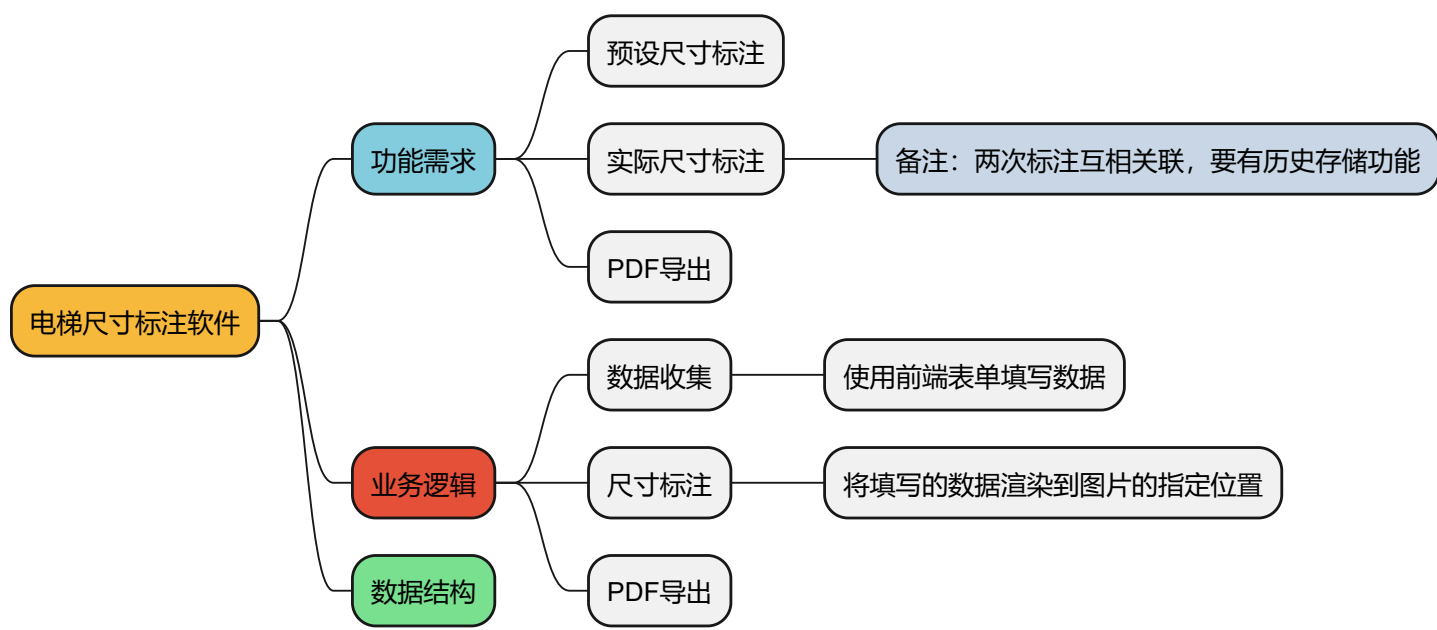 电梯尺寸标注软件
功能需求
预设尺寸标注
实际尺寸标注
备注：两次标注互相关联，要有历史存储功能
PDF导出
业务逻辑
数据收集
使用前端表单填写数据
尺寸标注
将填写的数据渲染到图片的指定位置
PDF导出
数据结构